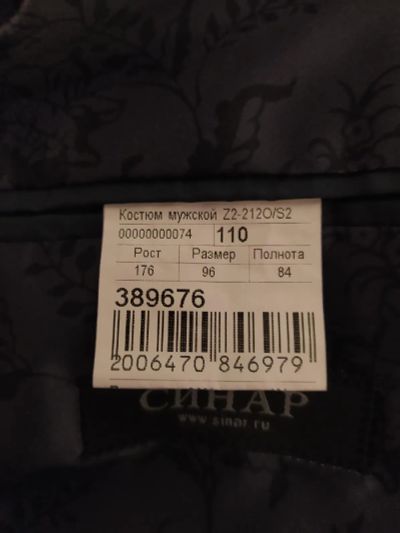 Костюм мужской Z2-212О/S2
00000000074 110
Рост Размер Полнота
176 96 84
389676
2006470 846979
СИНАР
www.sinar.ru